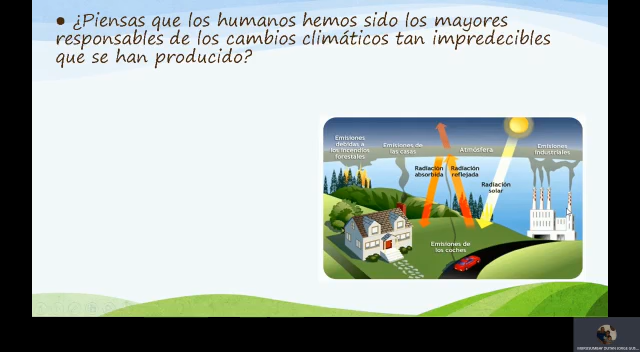 • ¿Piensas que los humanos hemos sido los mayores
responsables de los cambios climáticos tan impredecibles
que se han producido?
Emisiones
debidas a
los incendios
forestales
Emisiones de
las casas
Atmósfera
Emisiones
industriales
Radiación
absorbida
Radiación
reflejada
Radiación
solar
Emisiones de
los coches